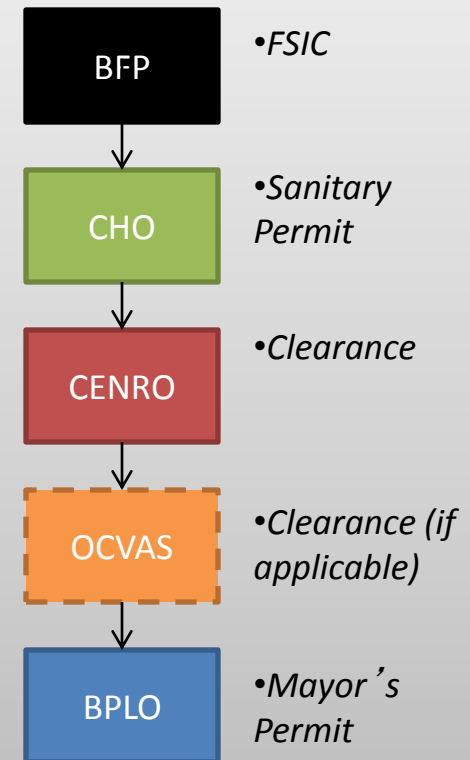 BFP
•FSIC
CHO
•Sanitary
Permit
CENRO
•Clearance
OCVAS
•Clearance (if
applicable)
BPLO
•Mayor's
Permit